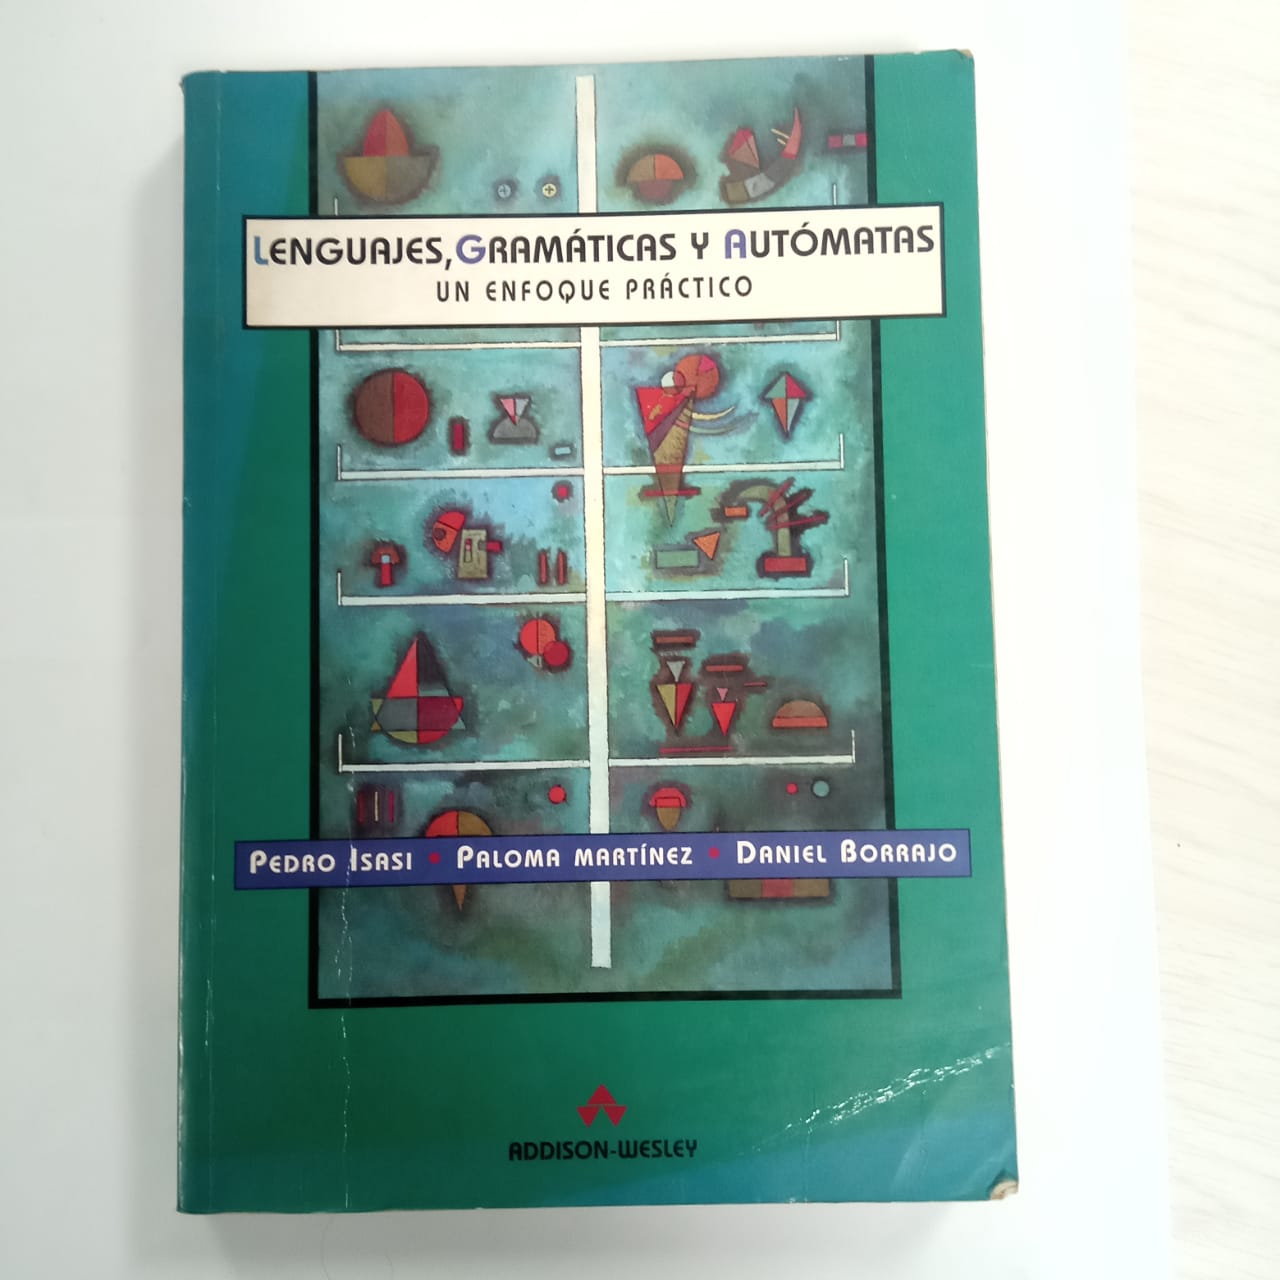 LENGUAJES, GRAMÁTICAS Y AUTÓMATAS
UN ENFOQUE PRÁCTICO
PEDRO ISASI • PALOMA MARTÍNEZ • DANIEL BORRAJO
ADDISON-WESLEY